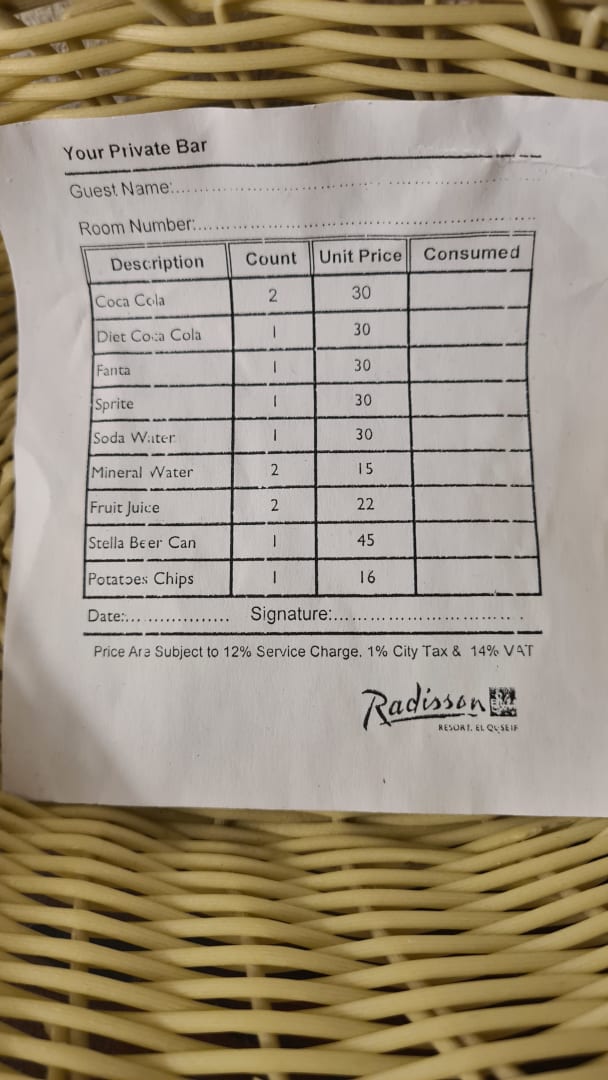 Your Private Bar
Guest Name:..........................................................
Room Number:.......................................................
Description Count Unit Price Consumed
Coca Cola 2 30
Diet Coca Cola 1 30
Fanta 1 30
Sprite 1 30
Soda Water 1 30
Mineral Water 2 15
Fruit Juice 2 22
Stella Beer Can 1 45
Potatoes Chips 1 16
Date:.................. Signature:..................................
Price Are Subject to 12% Service Charge, 1% City Tax & 14% VAT
Radisson
RESORT, EL QUSEIR